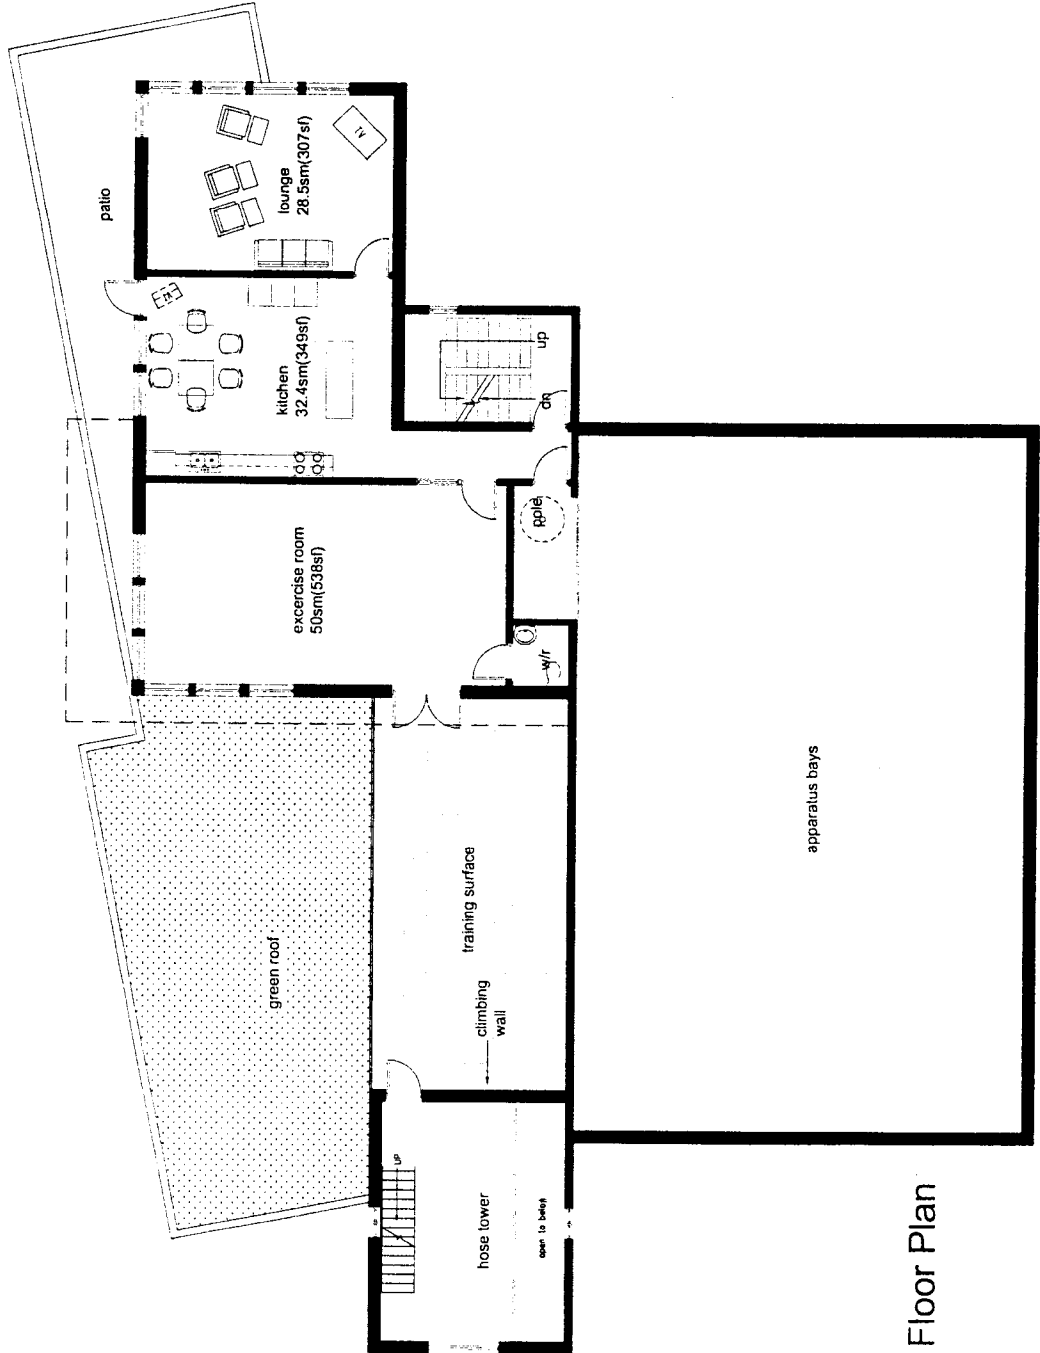 patio
TV
lounge
28.5sm(307sf)
kitchen
32.4sm(349sf)
up
dn
excercise room
50sm(538sf)
pole
w/r
green roof
training surface
climbing
wall
apparatus bays
UP
hose tower
open to below
Floor Plan